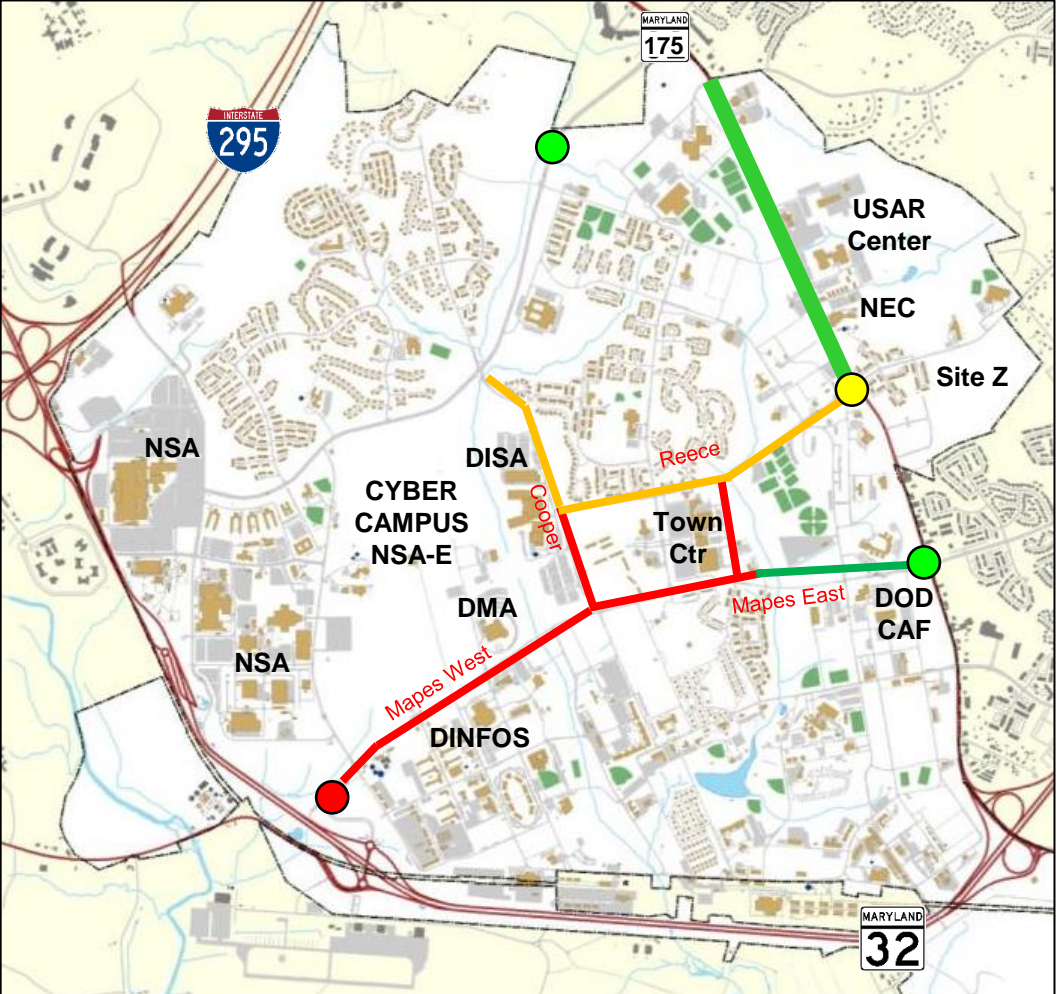 MARYLAND
175
INTERSTATE
295
USAR
Center
NEC
Site Z
NSA
DISA
Reece
CYBER
CAMPUS
NSA-E
Cooper
Town
Ctr
DMA
Mapes East
DOD
CAF
NSA
Mapes West
DINFOS
MARYLAND
32